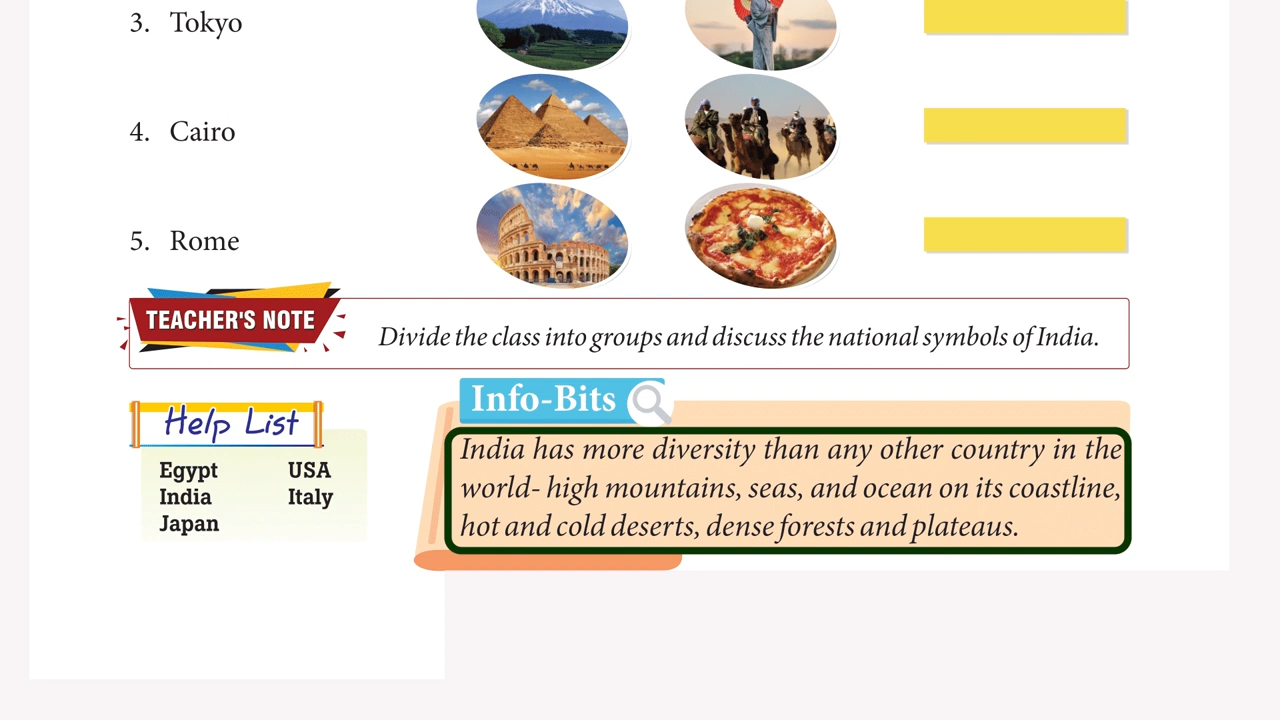 3. Tokyo
4. Cairo
5. Rome
TEACHER'S NOTE
Divide the class into groups and discuss the national symbols of India.
Help List
Egypt USA
India Italy
Japan
Info-Bits
India has more diversity than any other country in the
world- high mountains, seas, and ocean on its coastline,
hot and cold deserts, dense forests and plateaus.